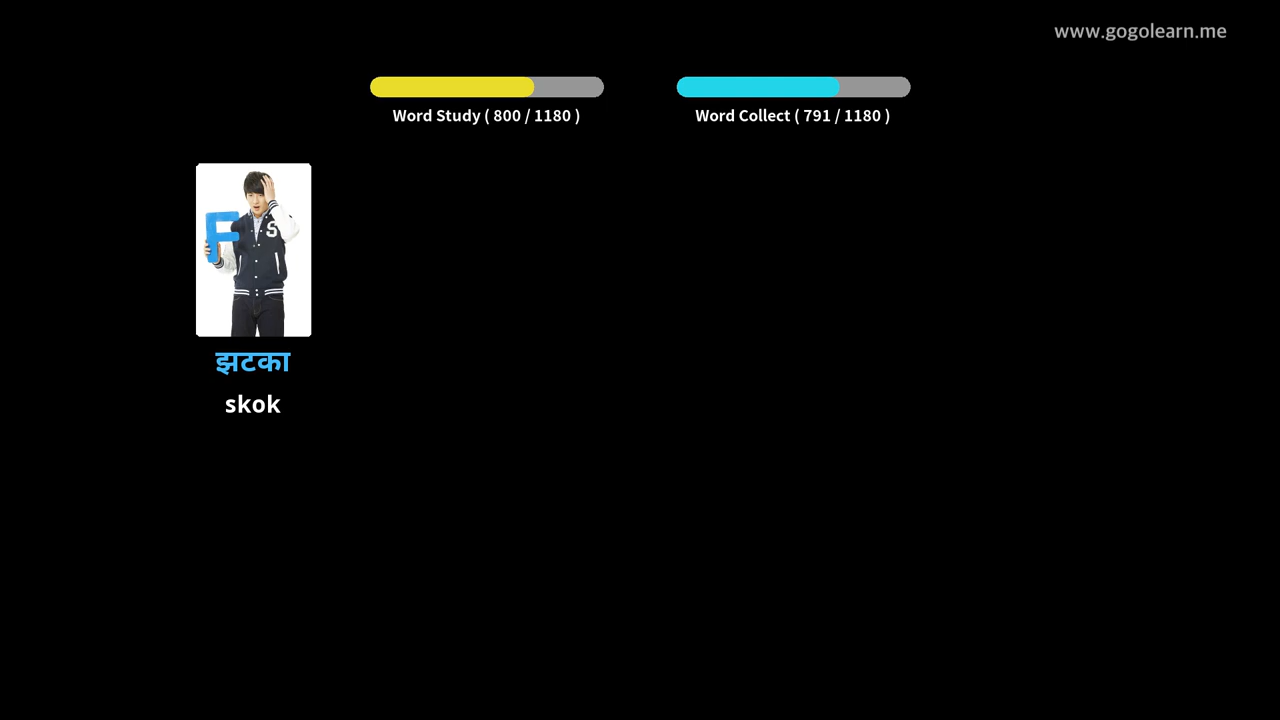 www.gogolearn.me
Word Study ( 800 / 1180 )
Word Collect ( 791 / 1180 )
F
S
झटका
skok